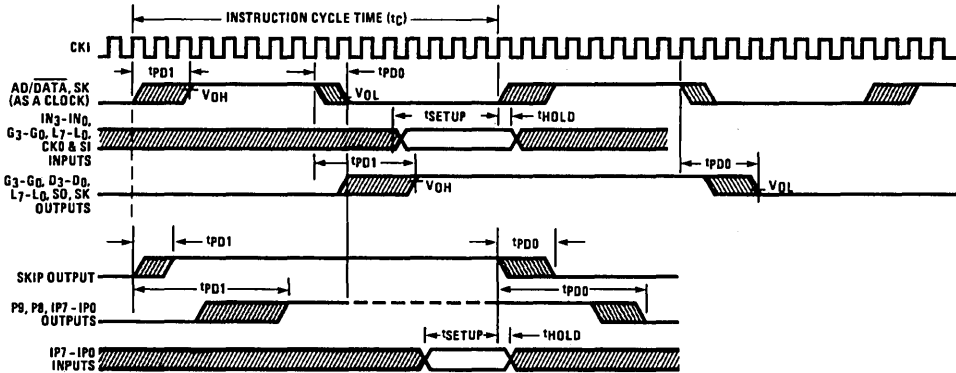 INSTRUCTION CYCLE TIME (tC)
CKI
tPD1
tPD0
AD/DATA, SK
(AS A CLOCK)
VOH
VOL
IN3-IN0,
G3-G0, L7-L0,
CKO & SI
INPUTS
tSETUP
tHOLD
tPD1
tPD0
G3-G0, D3-D0,
L7-L0, SO, SK
OUTPUTS
VOH
VOL
tPD1
tPD0
SKIP OUTPUT
tPD1
tPD0
P9, P8, IP7-IP0
OUTPUTS
tSETUP
tHOLD
IP7-IP0
INPUTS